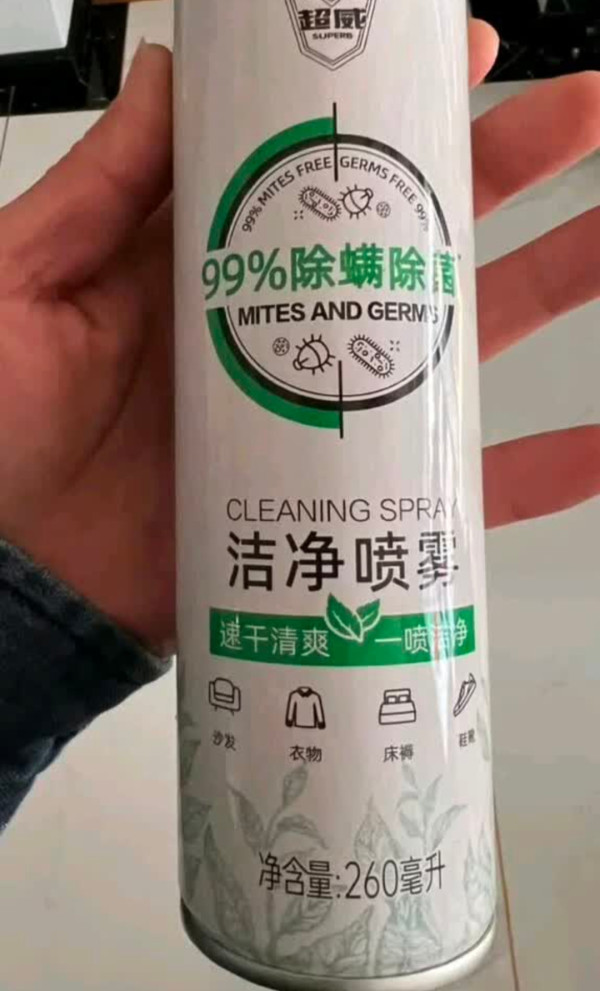 超威
SUPERB
99% MITES FREE GERMS FREE 99%
99%除螨除菌
MITES AND GERMS
CLEANING SPRAY
洁净喷雾
速干清爽 一喷洁净
沙发 衣物 床褥 鞋靴
净含量:260毫升